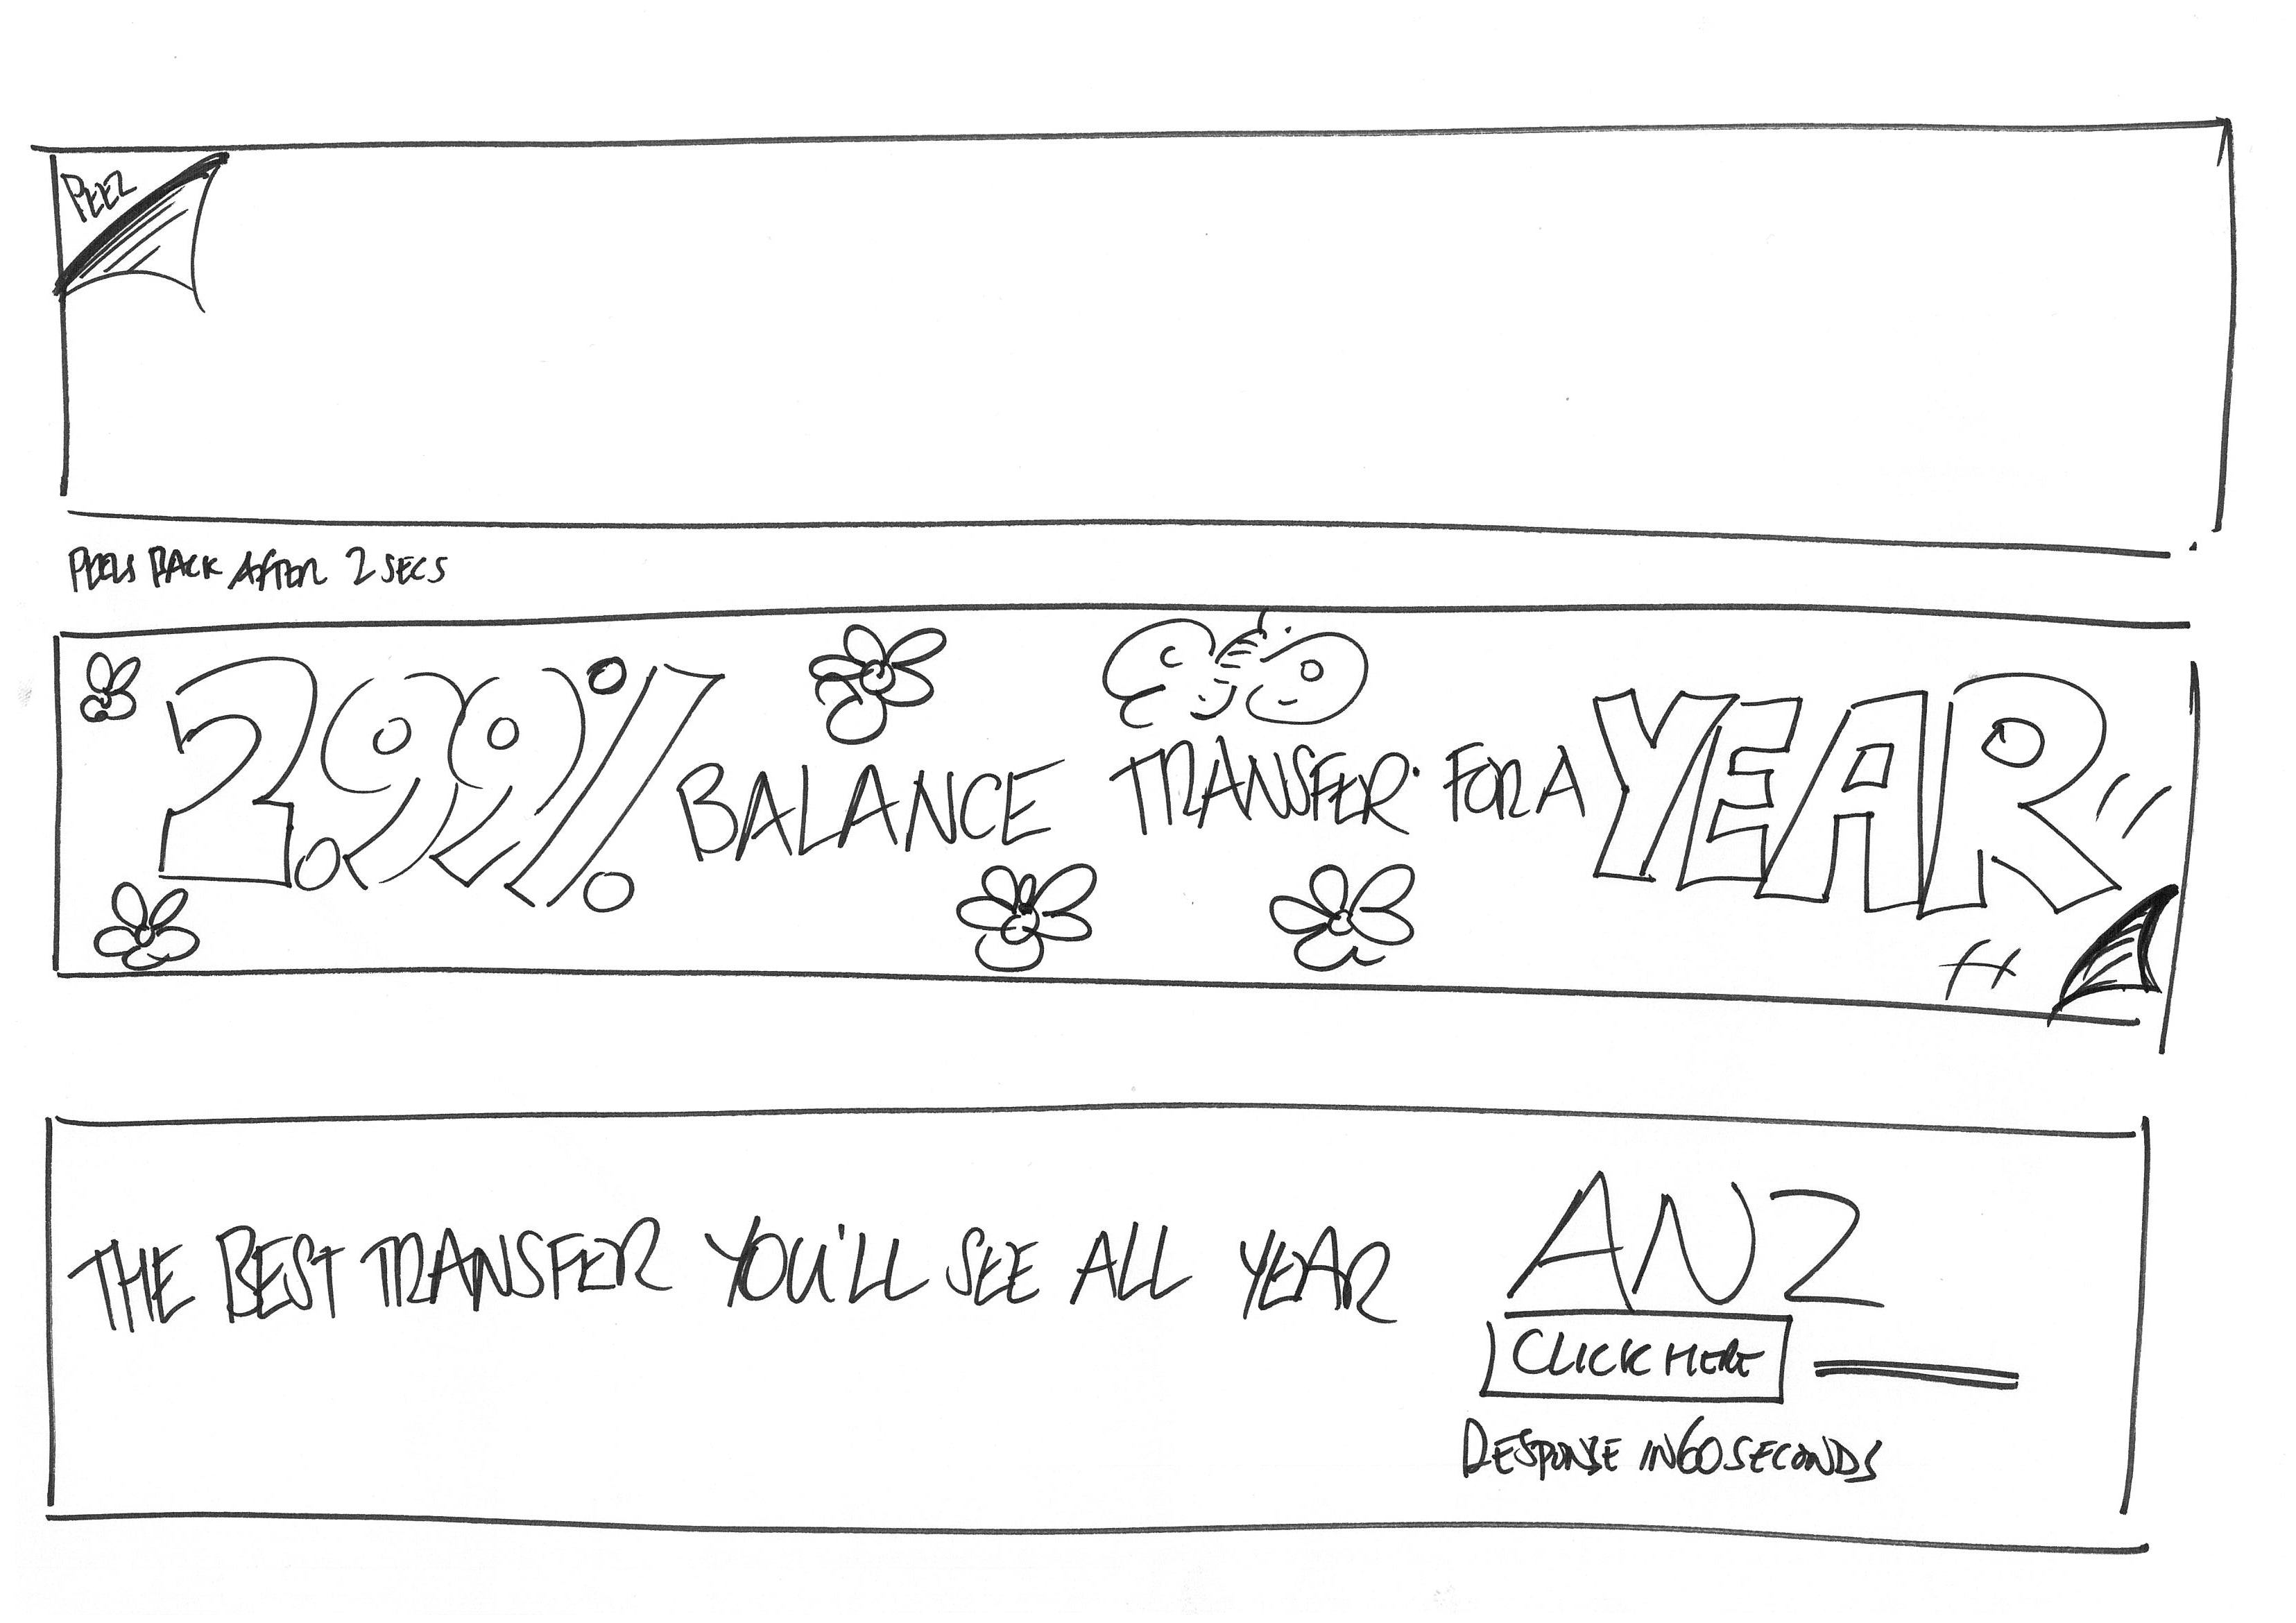 PEEL
PEELS BACK AFTER 2 SECS
2.99% BALANCE TRANSFER FOR A YEAR
THE BEST TRANSFER YOU'LL SEE ALL YEAR
ANZ
CLICK HERE
RESPONSE IN 60 SECONDS